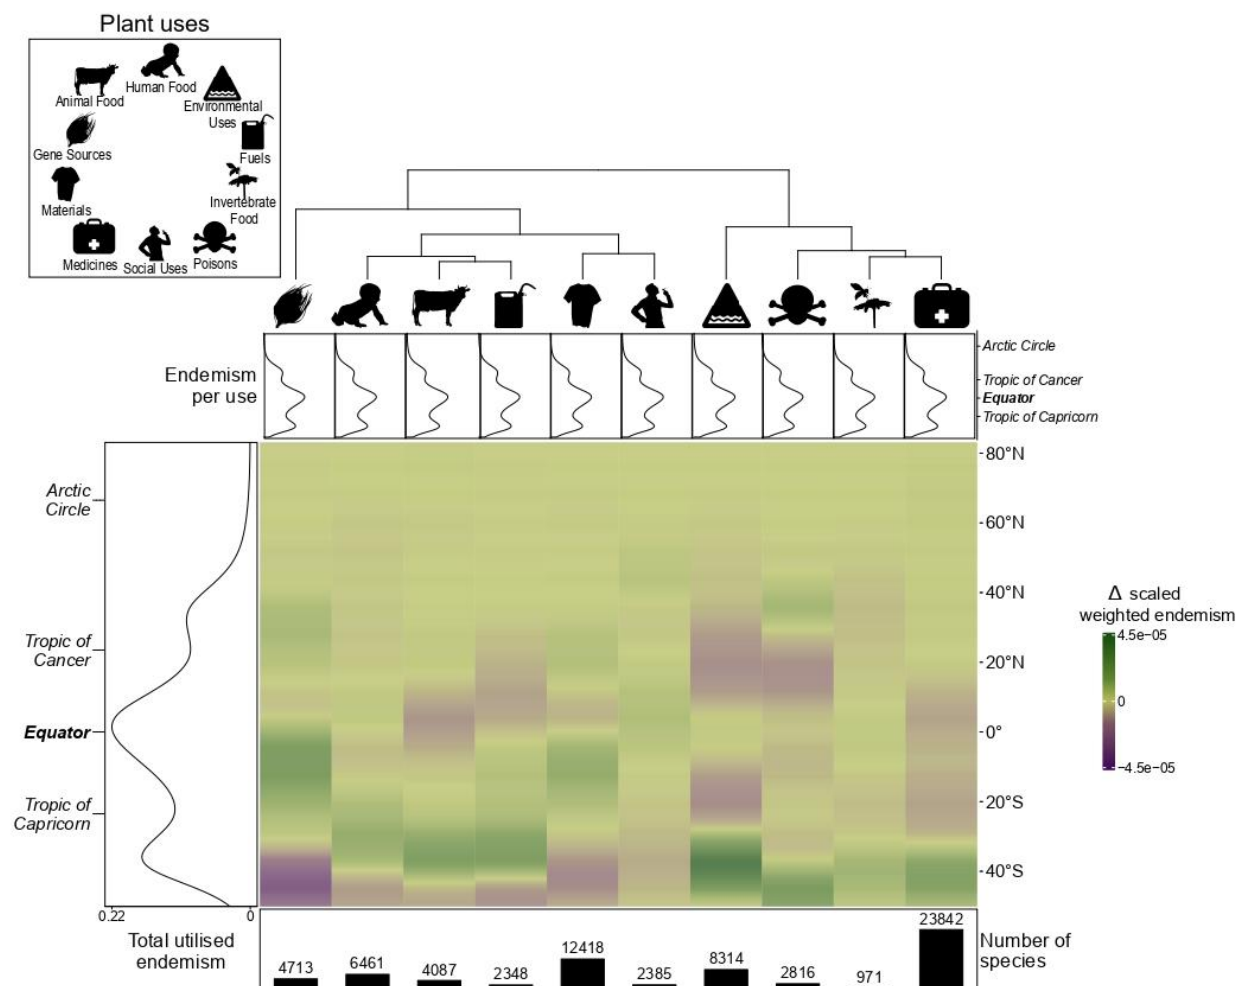 Plant uses
Human Food
Animal Food
Environmental
Uses
Gene Sources
Fuels
Materials
Invertebrate
Food
Medicines
Social Uses
Poisons
Endemism
per use
Arctic Circle
Tropic of Cancer
Equator
Tropic of Capricorn
Arctic
Circle
Tropic of
Cancer
Equator
Tropic of
Capricorn
80°N
60°N
40°N
20°N
0°
20°S
40°S
Δ scaled
weighted endemism
4.5e-05
0
-4.5e-05
0.22
0
Total utilised
endemism
4713
6461
4087
2348
12418
2385
8314
2816
971
23842
Number of
species